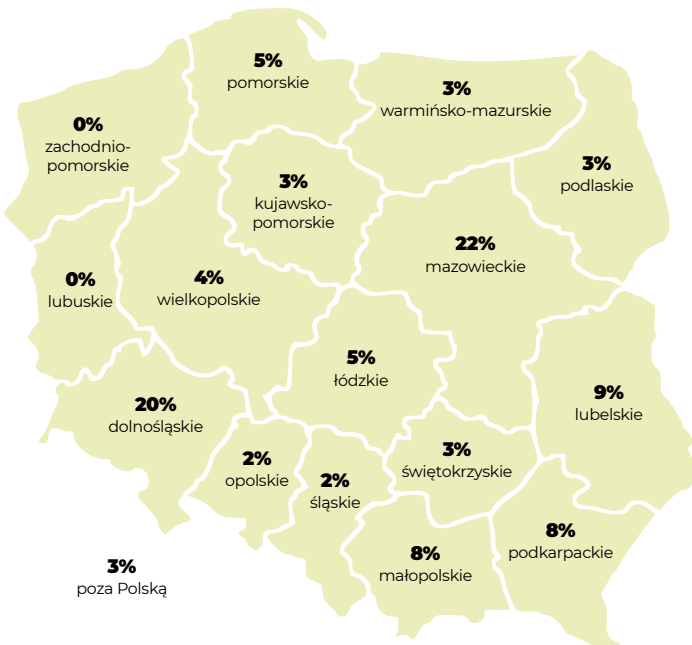 5%
pomorskie
3%
warmińsko-mazurskie
0%
zachodnio-
pomorskie
3%
podlaskie
3%
kujawsko-
pomorskie
22%
mazowieckie
0%
lubuskie
4%
wielkopolskie
5%
łódzkie
9%
lubelskie
20%
dolnośląskie
3%
świętokrzyskie
2%
opolskie
2%
śląskie
8%
podkarpackie
8%
małopolskie
3%
poza Polską